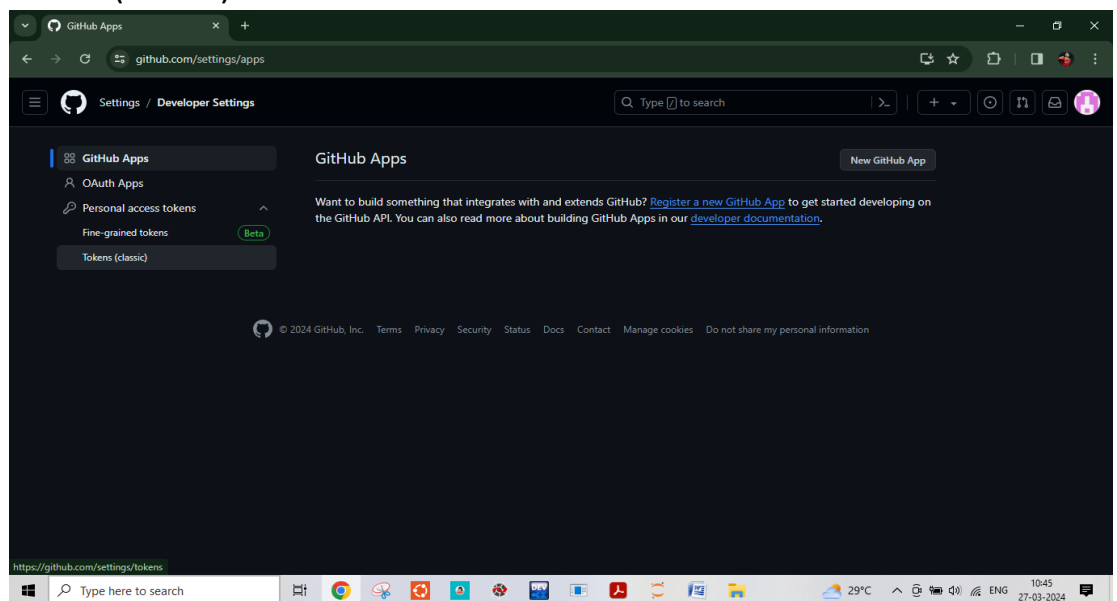 GitHub Apps
github.com/settings/apps
Settings / Developer Settings
Type / to search
GitHub Apps
OAuth Apps
Personal access tokens
Fine-grained tokens Beta
Tokens (classic)
GitHub Apps
New GitHub App
Want to build something that integrates with and extends GitHub? Register a new GitHub App to get started developing on
the GitHub API. You can also read more about building GitHub Apps in our developer documentation.
© 2024 GitHub, Inc. Terms Privacy Security Status Docs Contact Manage cookies Do not share my personal information
https://github.com/settings/tokens
Type here to search
DEV
29°C
ENG
10:45
27-03-2024